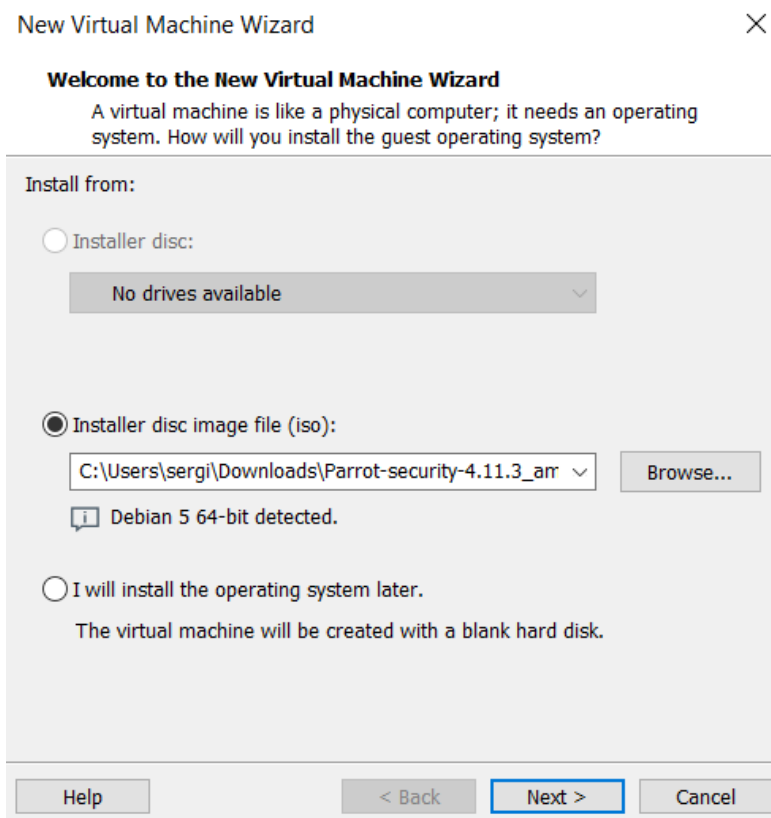 New Virtual Machine Wizard
Welcome to the New Virtual Machine Wizard
A virtual machine is like a physical computer; it needs an operating
system. How will you install the guest operating system?
Install from:
Installer disc:
No drives available
Installer disc image file (iso):
C:\Users\sergi\Downloads\Parrot-security-4.11.3_am
Browse...
Debian 5 64-bit detected.
I will install the operating system later.
The virtual machine will be created with a blank hard disk.
Help
< Back
Next >
Cancel